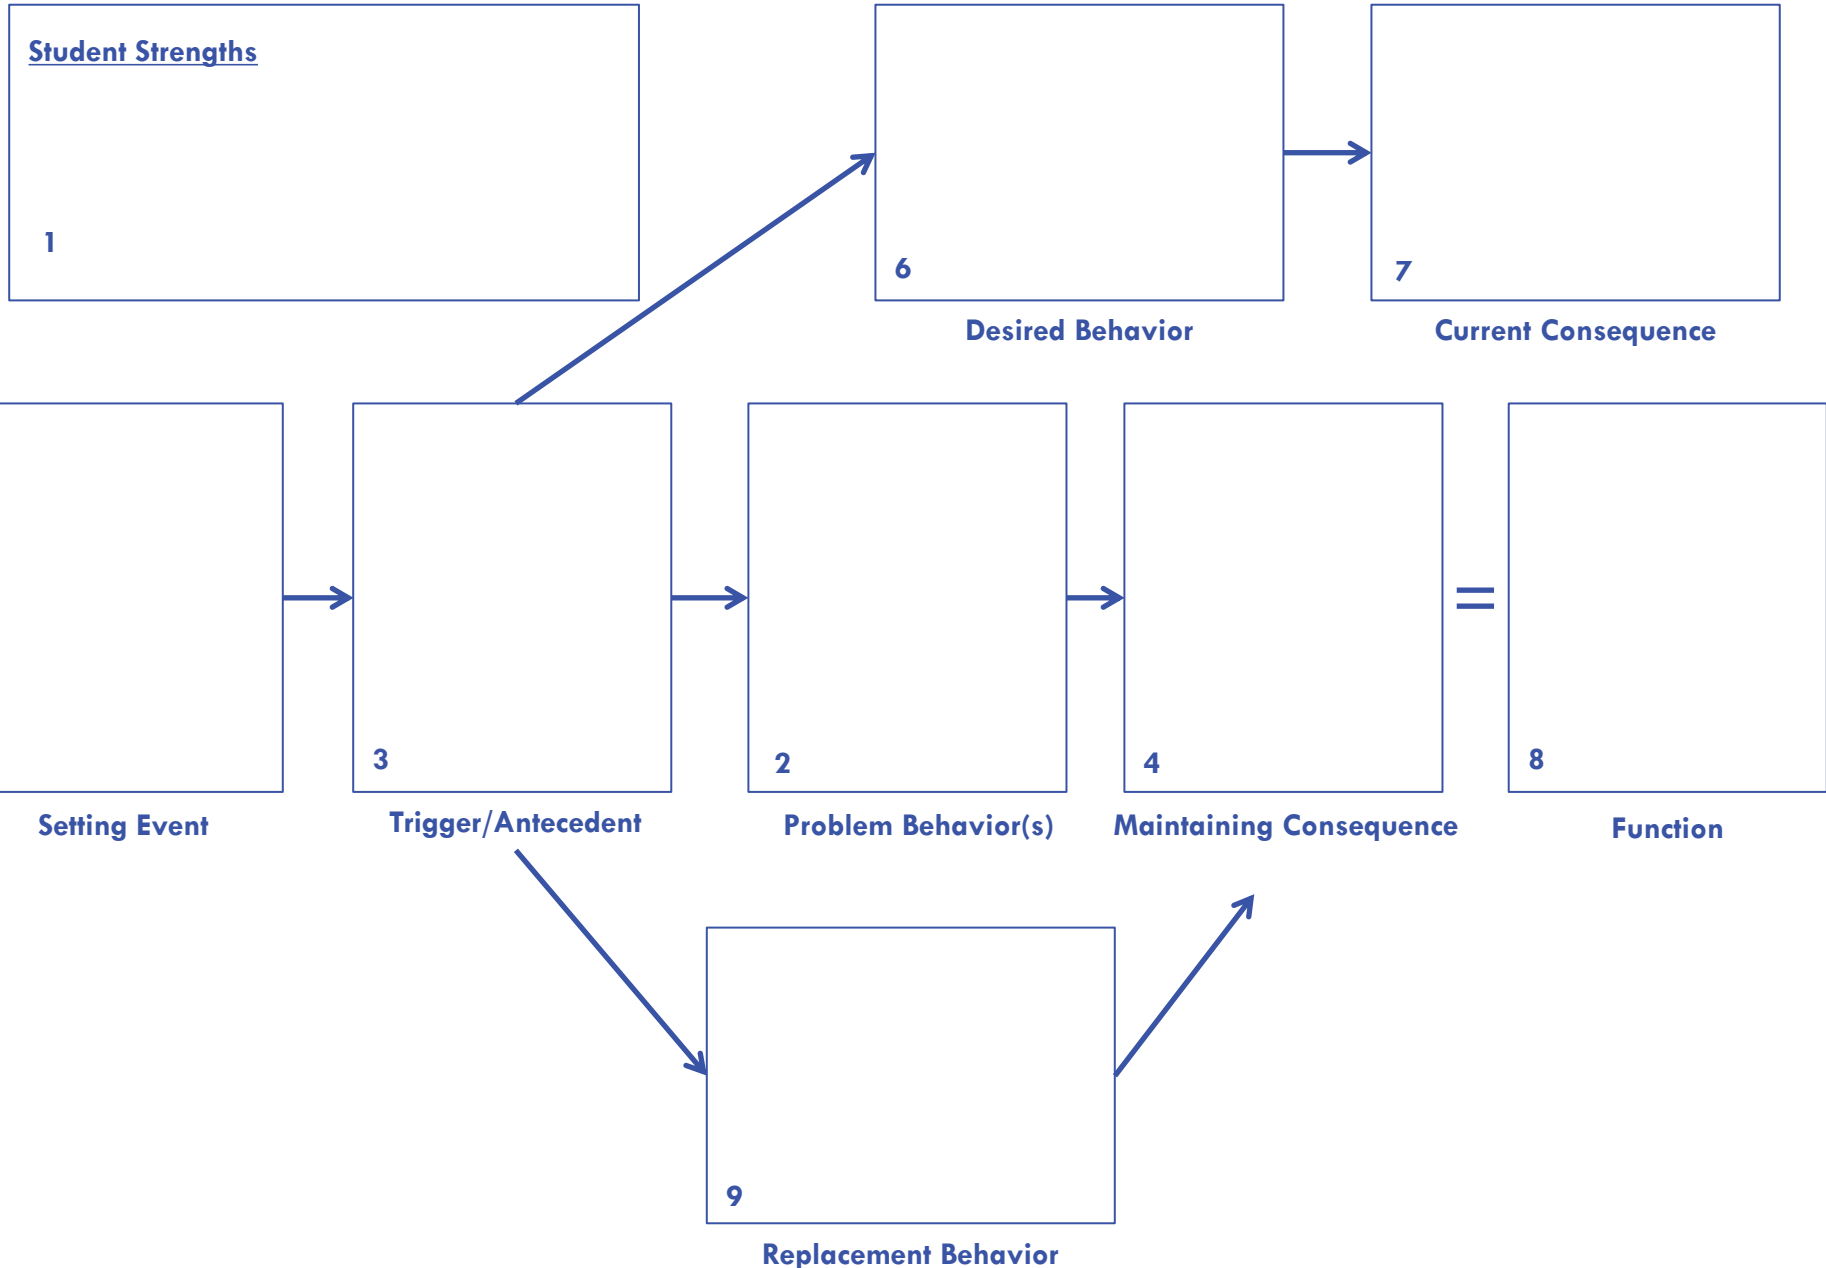 Student Strengths
1
6
7
Desired Behavior
Current Consequence
3
2
4
=
8
Setting Event
Trigger/Antecedent
Problem Behavior(s)
Maintaining Consequence
Function
9
Replacement Behavior